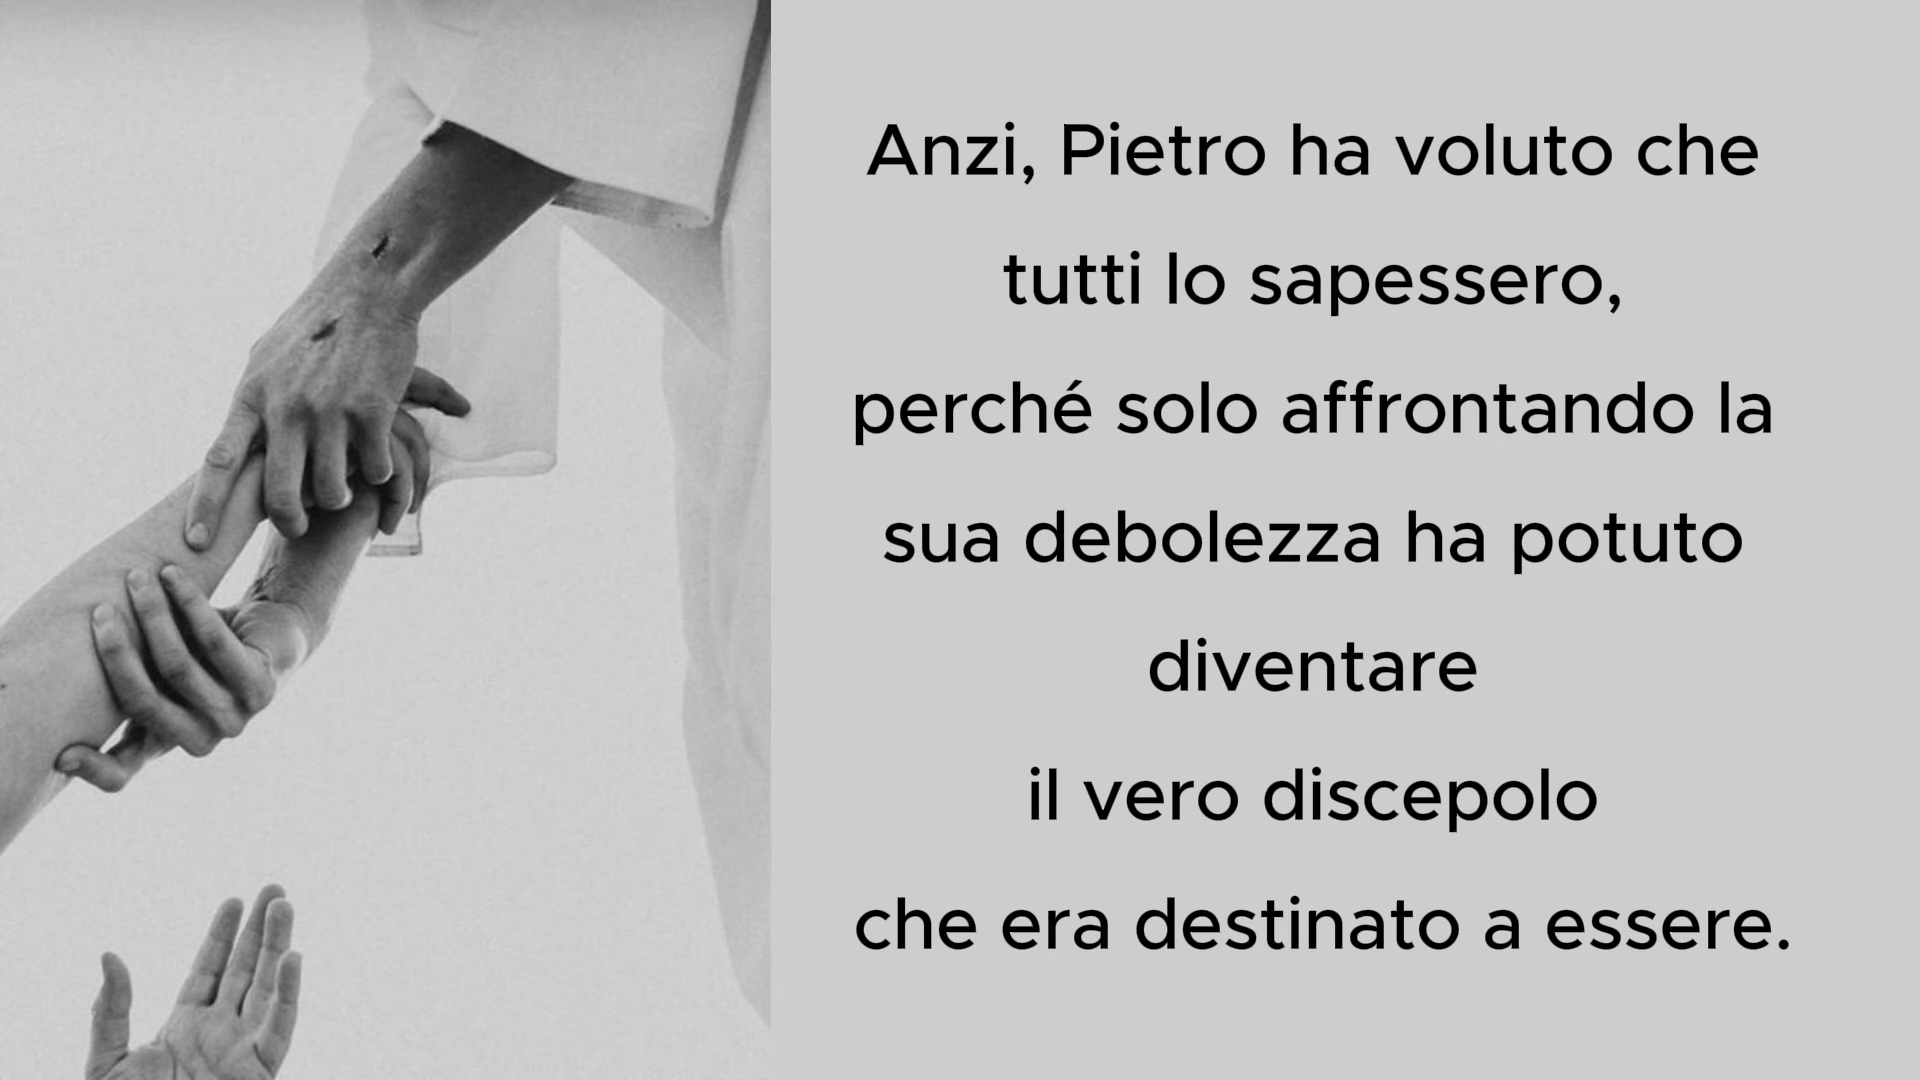 Anzi, Pietro ha voluto che
tutti lo sapessero,
perché solo affrontando la
sua debolezza ha potuto
diventare
il vero discepolo
che era destinato a essere.